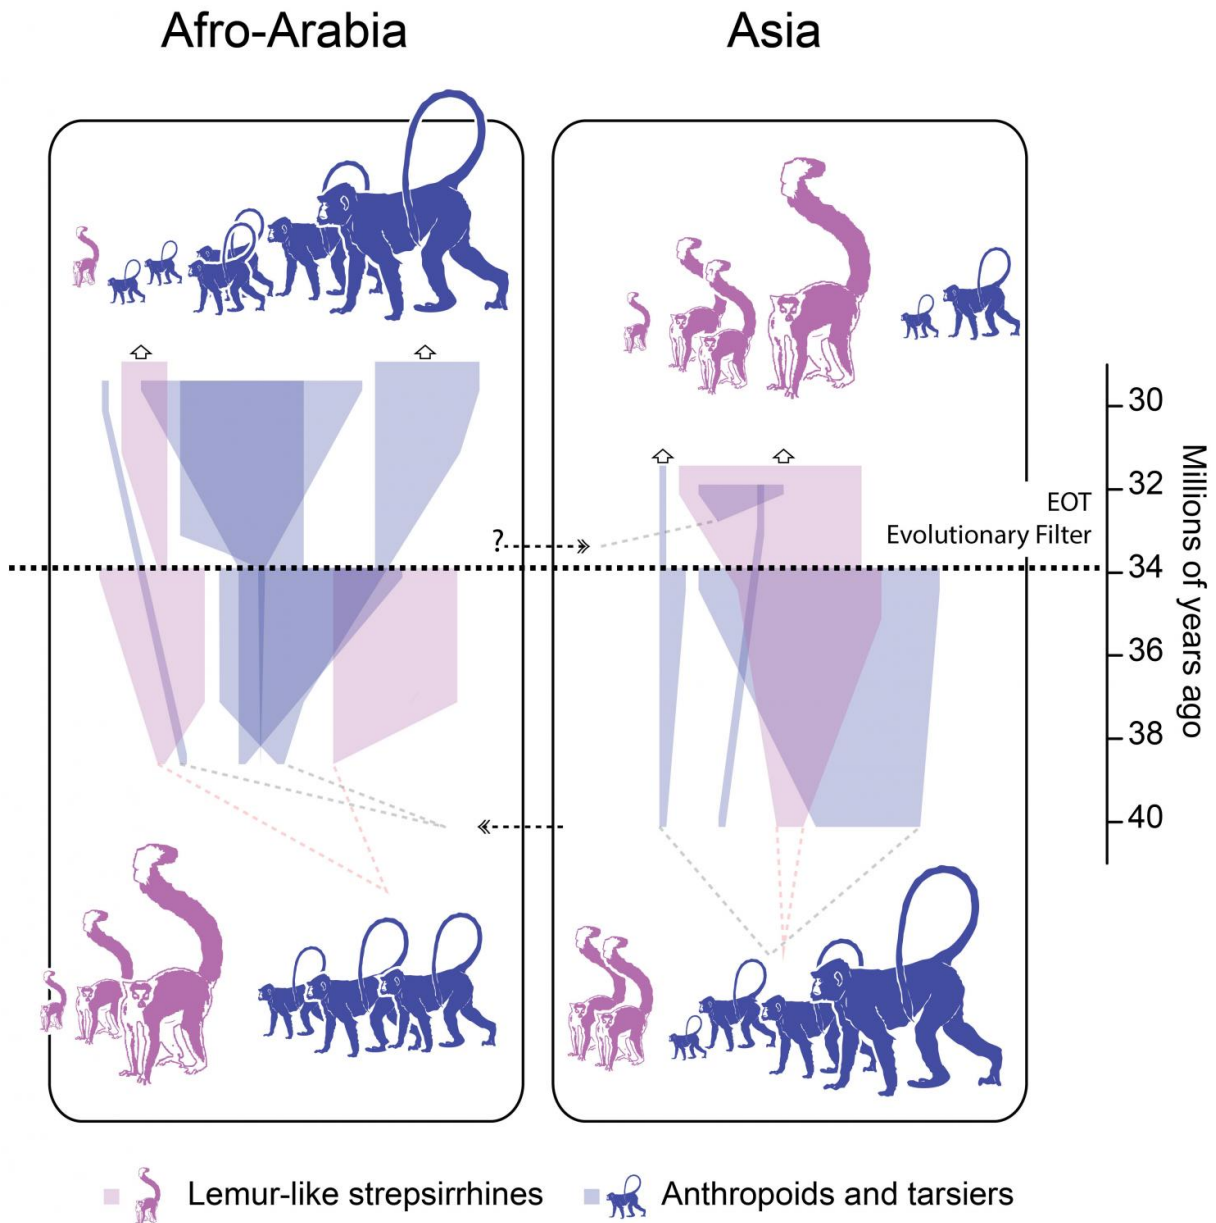 Afro-Arabia
Asia
30
32
EOT
Evolutionary Filter
?
34
36
38
40
Millions of years ago
Lemur-like strepsirrhines
Anthropoids and tarsiers